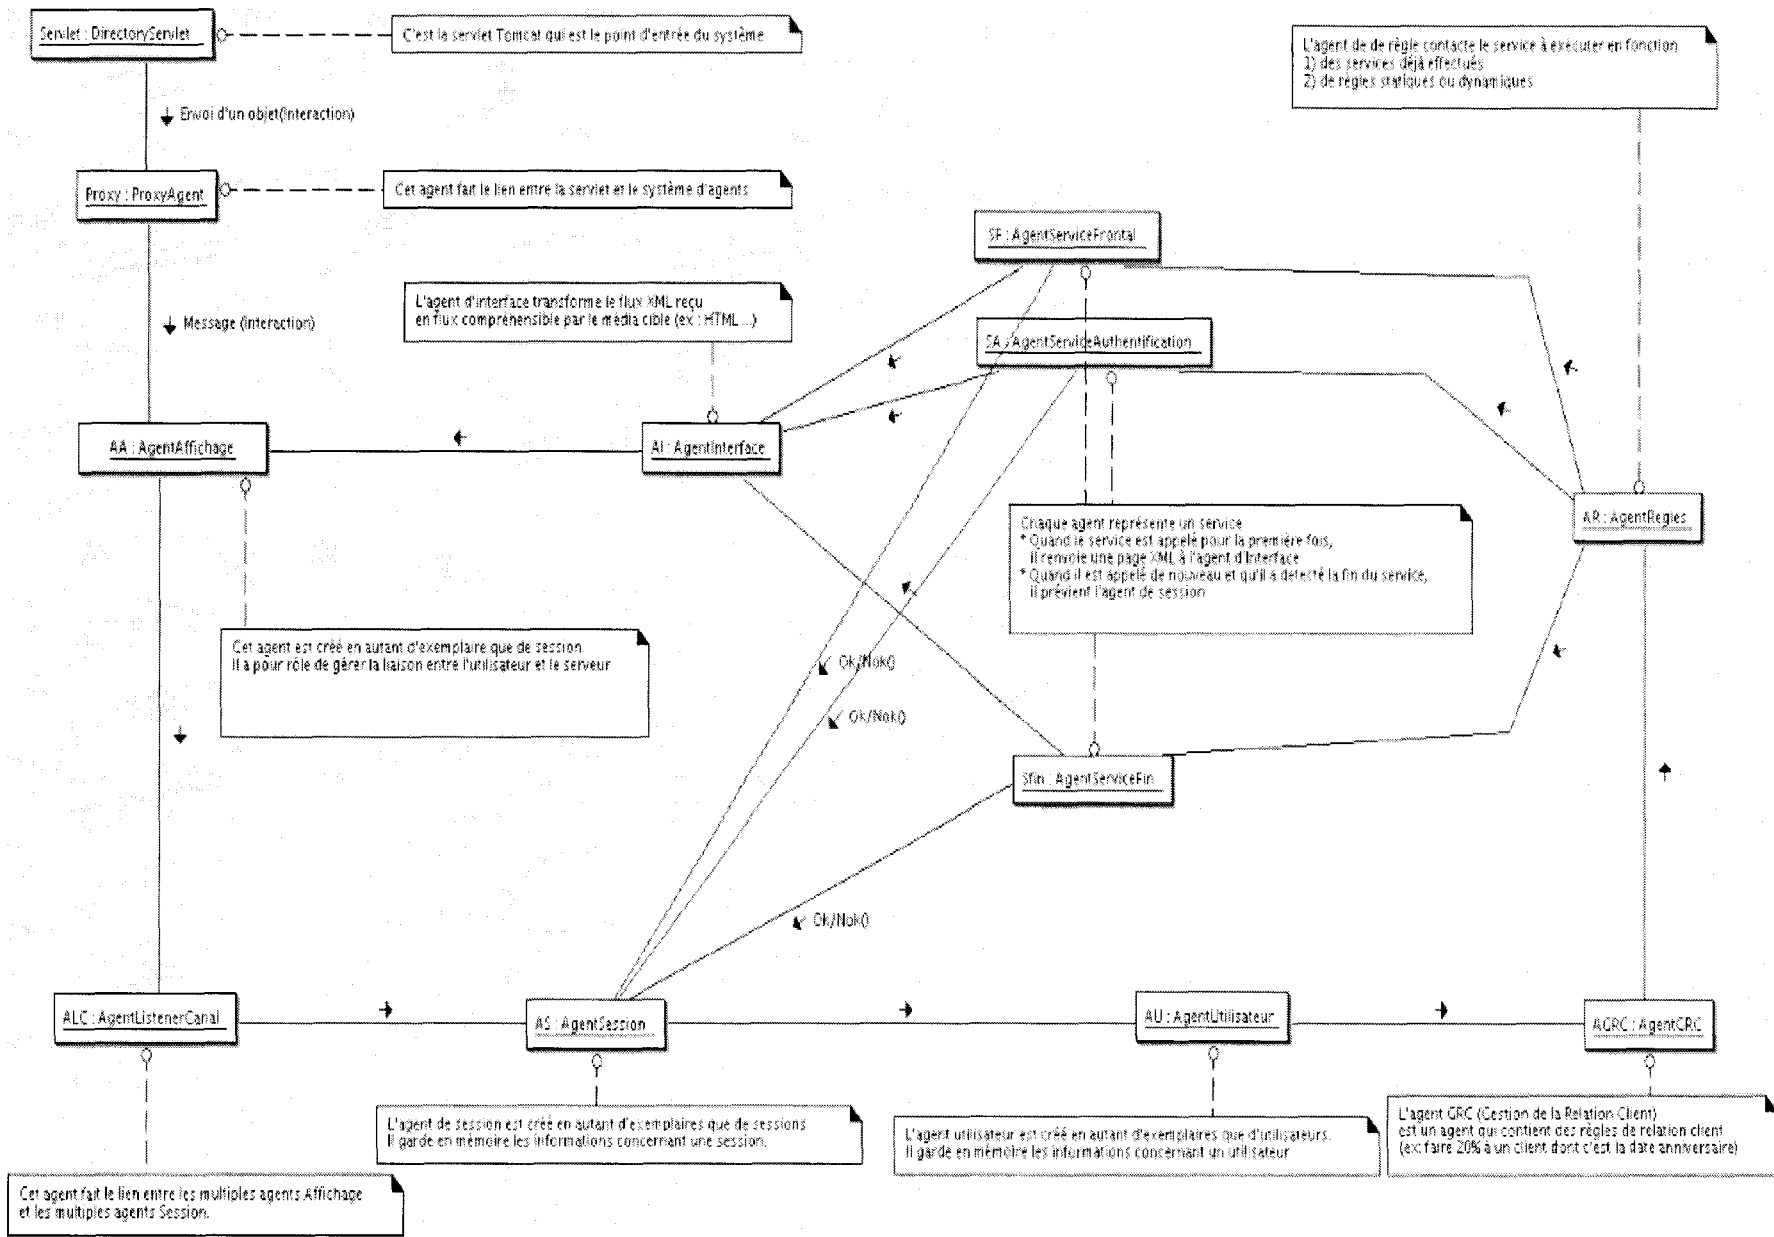 Servlet : DirectoryServlet
C'est la servlet Tomcat qui est le point d'entrée du système
L'agent de de règle contacte le service à exécuter en fonction
1) des services déjà effectués
2) de règles statiques ou dynamiques
Envoi d'un objet(Interaction)
Proxy : ProxyAgent
Cet agent fait le lien entre la servlet et le système d'agents
SF : AgentServiceFrontal
L'agent d'interface transforme le flux XML reçu
en flux compréhensible par le média cible (ex : HTML ...)
Message (Interaction)
SA : AgentServiceAuthentification
AA : AgentAffichage
AI : AgentInterface
AR : AgentRegles
Chaque agent représente un service
* Quand le service est appelé pour la première fois,
il renvoie une page XML à l'agent d'Interface
* Quand il est appelé de nouveau et qu'il a detecté la fin du service,
il prévient l'agent de session
Cet agent est créé en autant d'exemplaire que de session.
Il a pour rôle de gérer la liaison entre l'utilisateur et le serveur
Ok/Nok()
Ok/Nok()
Sfin : AgentServiceFin
Ok/Nok()
ALC : AgentListenerCanal
AS : AgentSession
AU : AgentUtilisateur
AGRC : AgentGRC
L'agent de session est créé en autant d'exemplaires que de sessions
Il garde en mémoire les informations concernant une session.
L'agent utilisateur est créé en autant d'exemplaires que d'utilisateurs.
Il garde en mémoire les informations concernant un utilisateur
L'agent GRC (Gestion de la Relation Client)
est un agent qui contient des règles de relation client
(ex: faire 20% à un client dont c'est la date anniversaire)
Cet agent fait le lien entre les multiples agents Affichage
et les multiples agents Session.